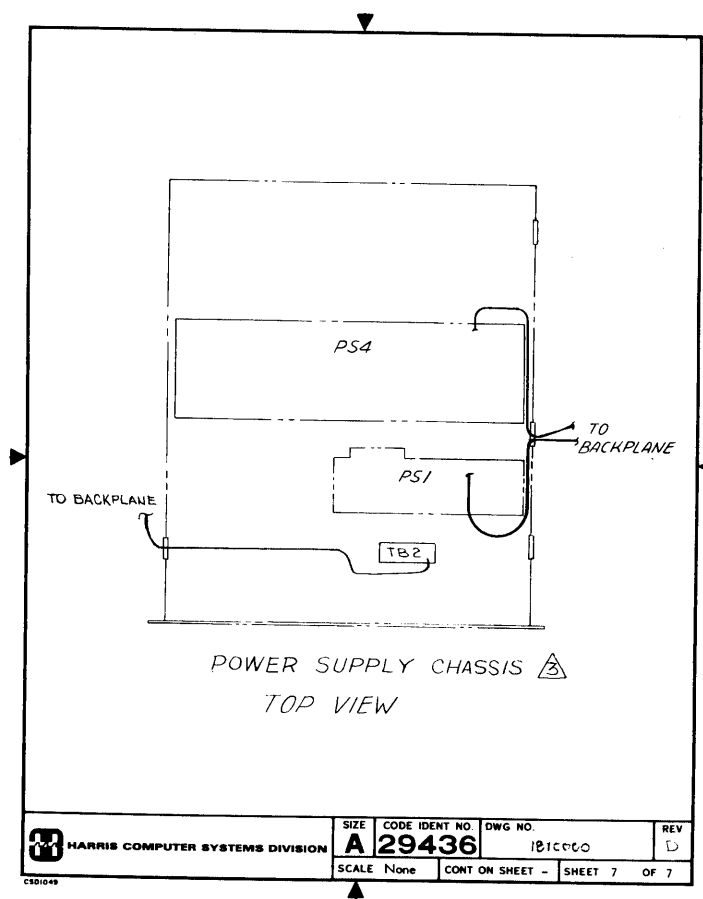 PS4
TO
BACKPLANE
PS1
TO BACKPLANE
TB2
POWER SUPPLY CHASSIS 3
TOP VIEW
HARRIS COMPUTER SYSTEMS DIVISION
SIZE
A
CODE IDENT NO.
29436
DWG NO.
REV
D
SCALE None
CONT ON SHEET -
SHEET 7 OF 7
CSD1049